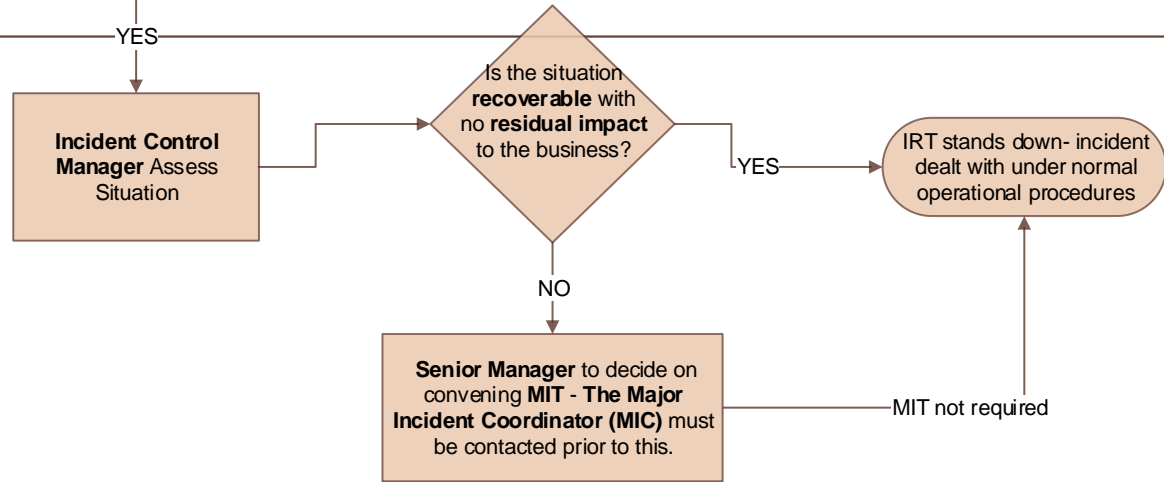 YES
Incident Control
Manager Assess
Situation
Is the situation
recoverable with
no residual impact
to the business?
YES
IRT stands down- incident
dealt with under normal
operational procedures
NO
Senior Manager to decide on
convening MIT - The Major
Incident Coordinator (MIC) must
be contacted prior to this.
MIT not required